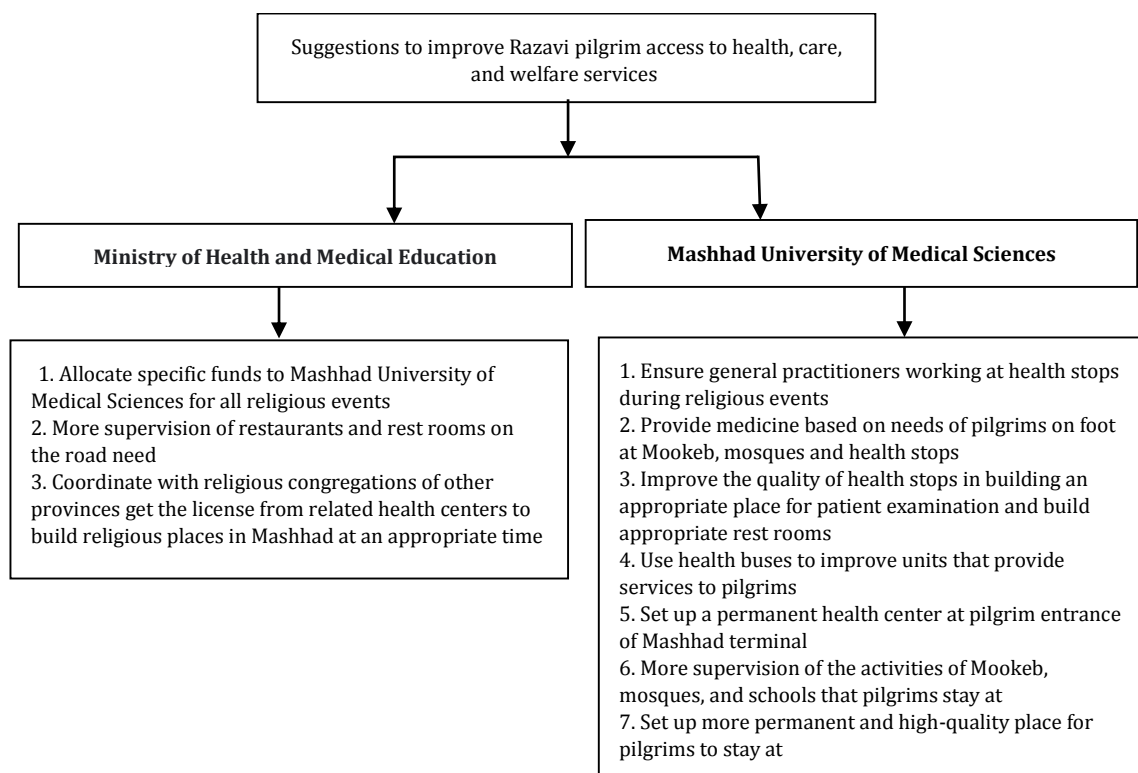 Suggestions to improve Razavi pilgrim access to health, care,
and welfare services
Ministry of Health and Medical Education
Mashhad University of Medical Sciences
1. Allocate specific funds to Mashhad University of
Medical Sciences for all religious events
2. More supervision of restaurants and rest rooms on
the road need
3. Coordinate with religious congregations of other
provinces get the license from related health centers to
build religious places in Mashhad at an appropriate time
1. Ensure general practitioners working at health stops
during religious events
2. Provide medicine based on needs of pilgrims on foot
at Mookeb, mosques and health stops
3. Improve the quality of health stops in building an
appropriate place for patient examination and build
appropriate rest rooms
4. Use health buses to improve units that provide
services to pilgrims
5. Set up a permanent health center at pilgrim entrance
of Mashhad terminal
6. More supervision of the activities of Mookeb,
mosques, and schools that pilgrims stay at
7. Set up more permanent and high-quality place for
pilgrims to stay at